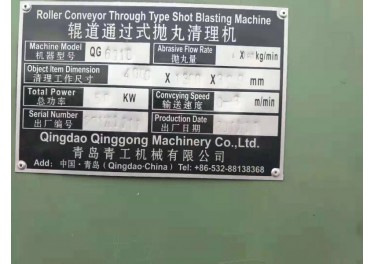 Roller Conveyor Through Type Shot Blasting Machine
辊道通过式抛丸清理机
Machine Model QG Abrasive Flow Rate kg/min
机器型号 抛丸量
Object Item Dimension X X mm
清理工作尺寸
Total Power KW Convcying Speed m/min
总功率 输送速度
Serial Number Production Date
出厂编号 出厂日期
Qingdao Qinggong Machinery Co.,Ltd.
青岛青工机械有限公司
Add: 中国·青岛 (Qingdao·China) Tel: +86-532-88138368